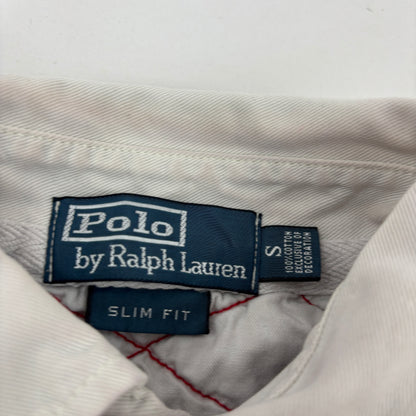 Polo
by Ralph Lauren
S
100% COTTON
EXCLUSIVE OF
DECORATION
SLIM FIT